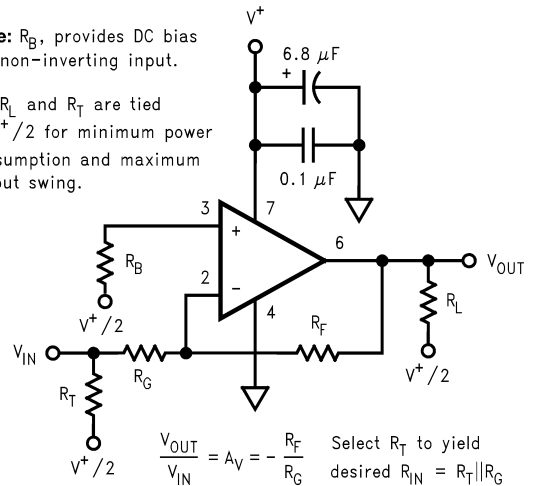 V⁺
e: R_B, provides DC bias
non-inverting input.
R_L and R_T are tied
⁺/2 for minimum power
sumption and maximum
out swing.
6.8 μF
+
0.1 μF
3
7
+
6
V_OUT
R_B
2
−
4
V⁺/2
R_F
R_L
V_IN
R_G
V⁺/2
R_T
V⁺/2
V_OUT/V_IN = A_V = − R_F/R_G
Select R_T to yield
desired R_IN = R_T||R_G